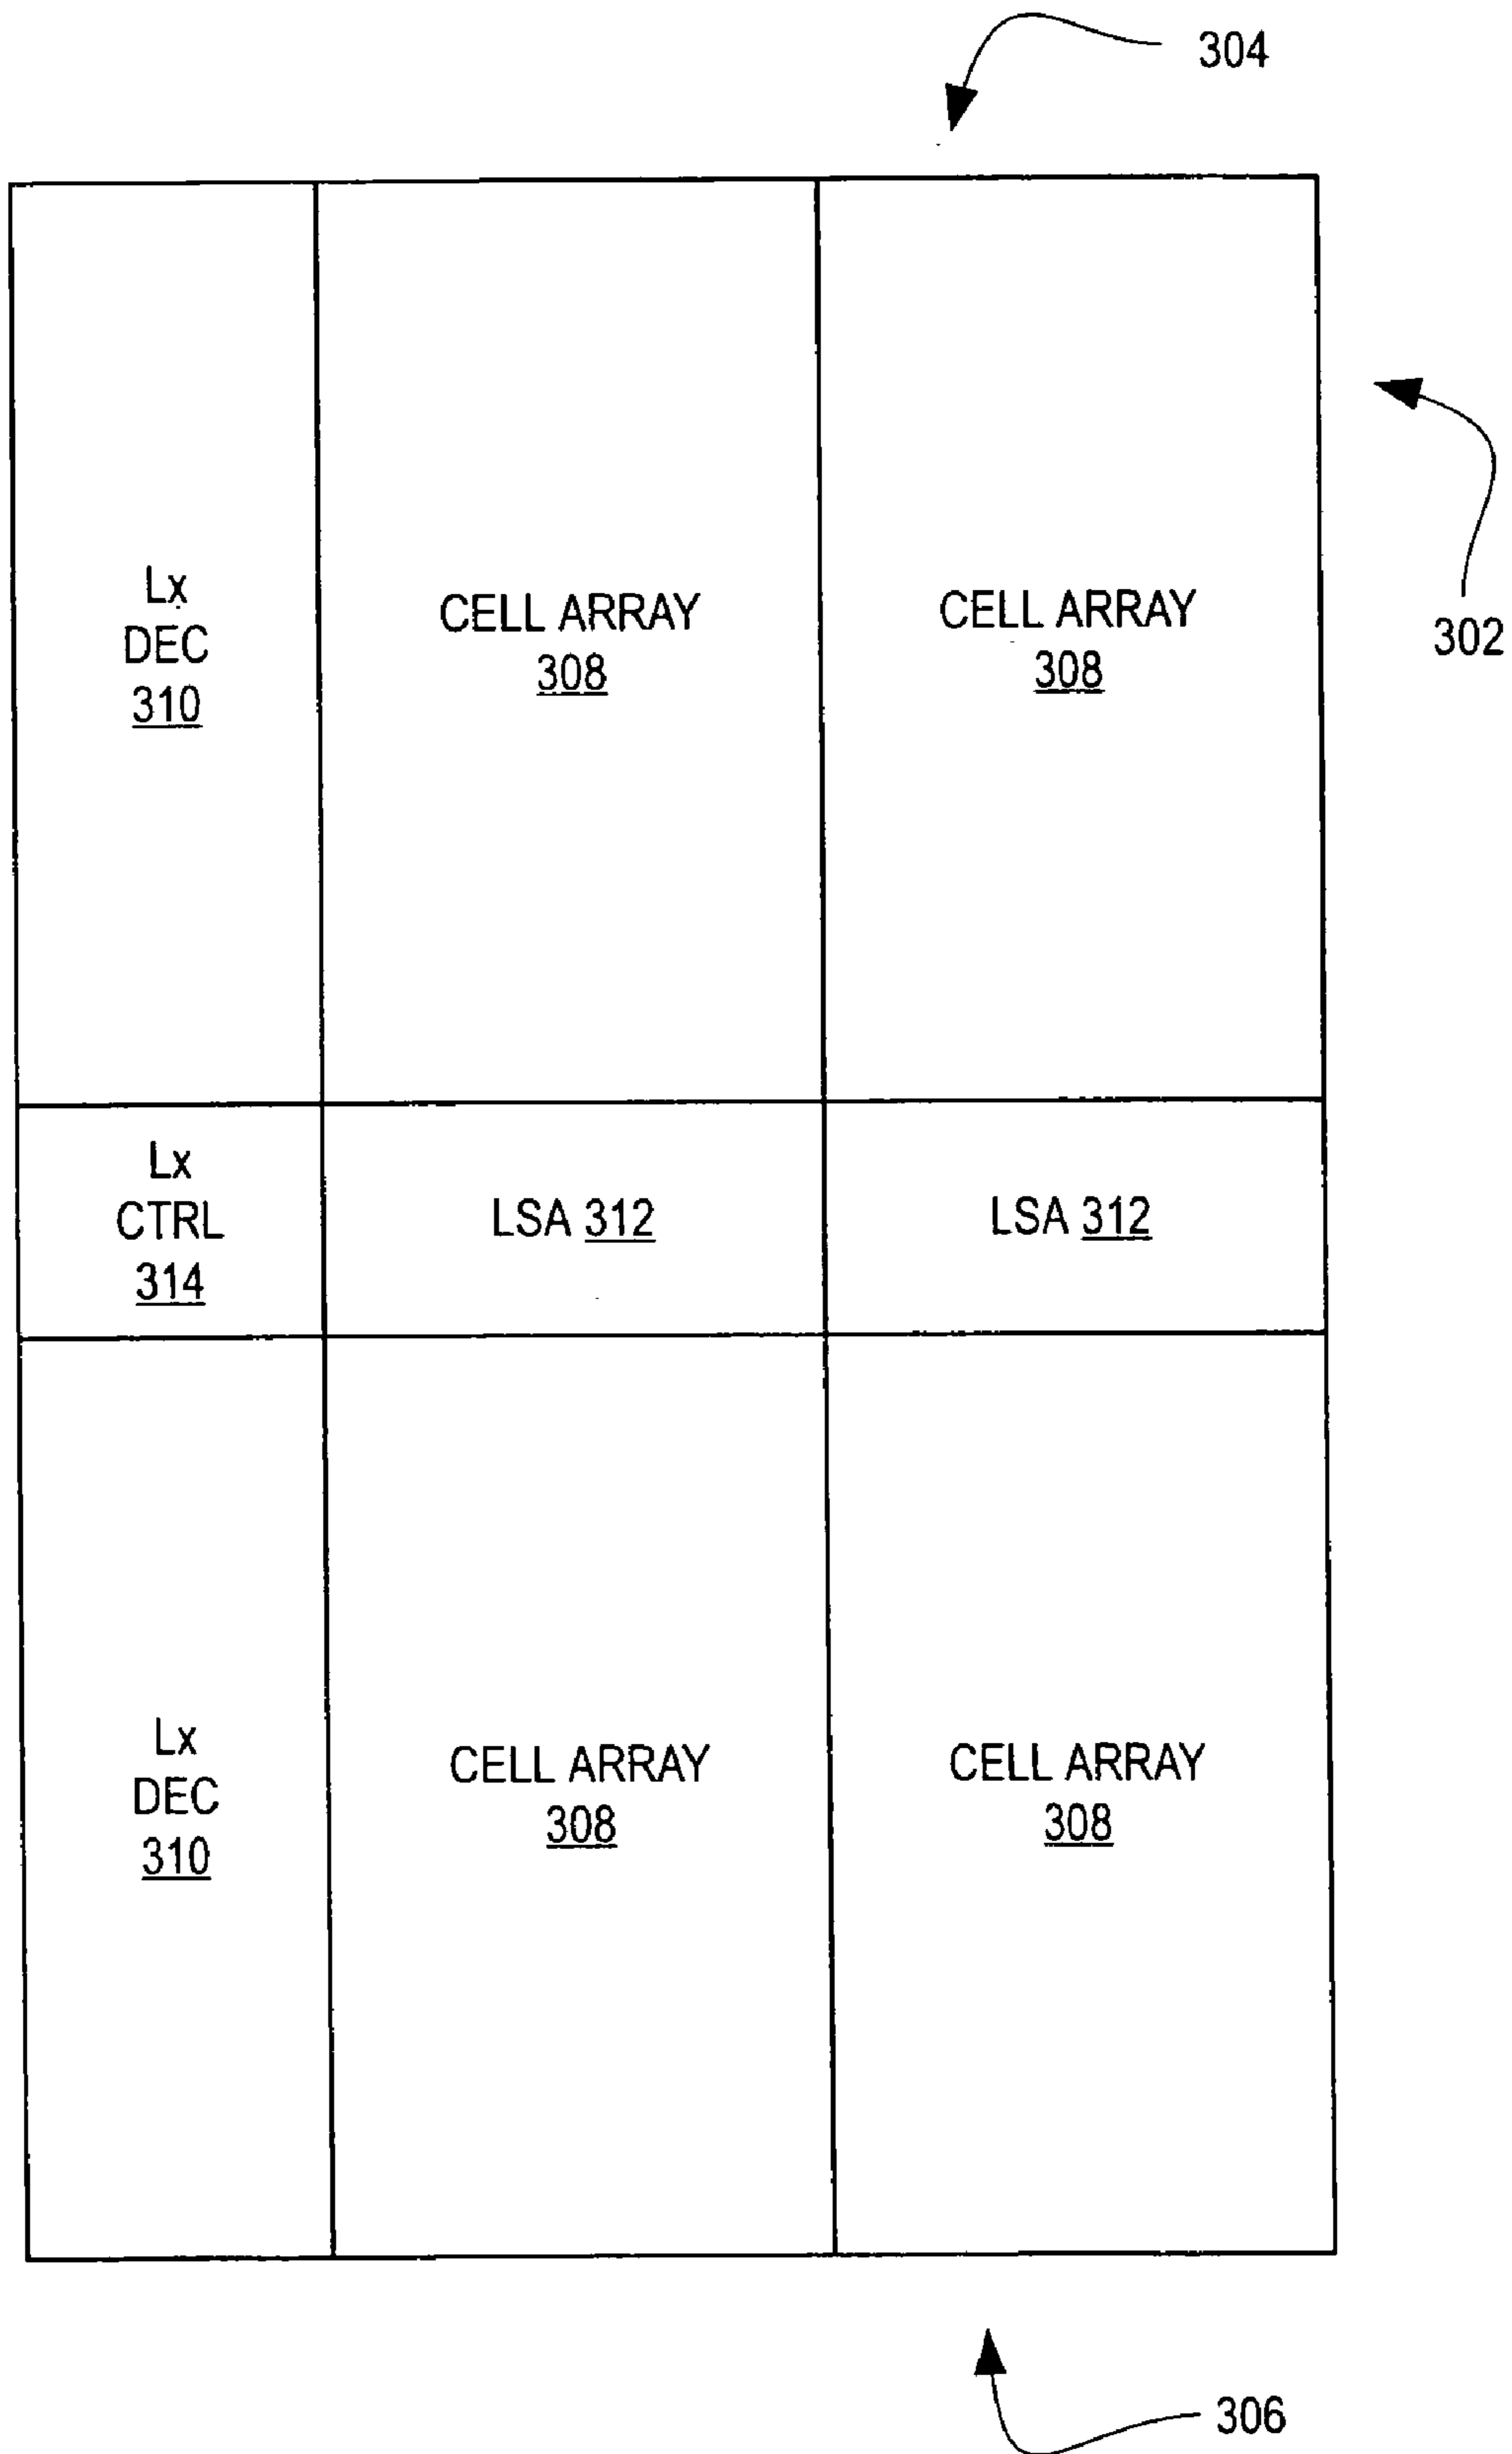 304
302
Lx
DEC
310
CELL ARRAY
308
CELL ARRAY
308
Lx
CTRL
314
LSA 312
LSA 312
Lx
DEC
310
CELL ARRAY
308
CELL ARRAY
308
306